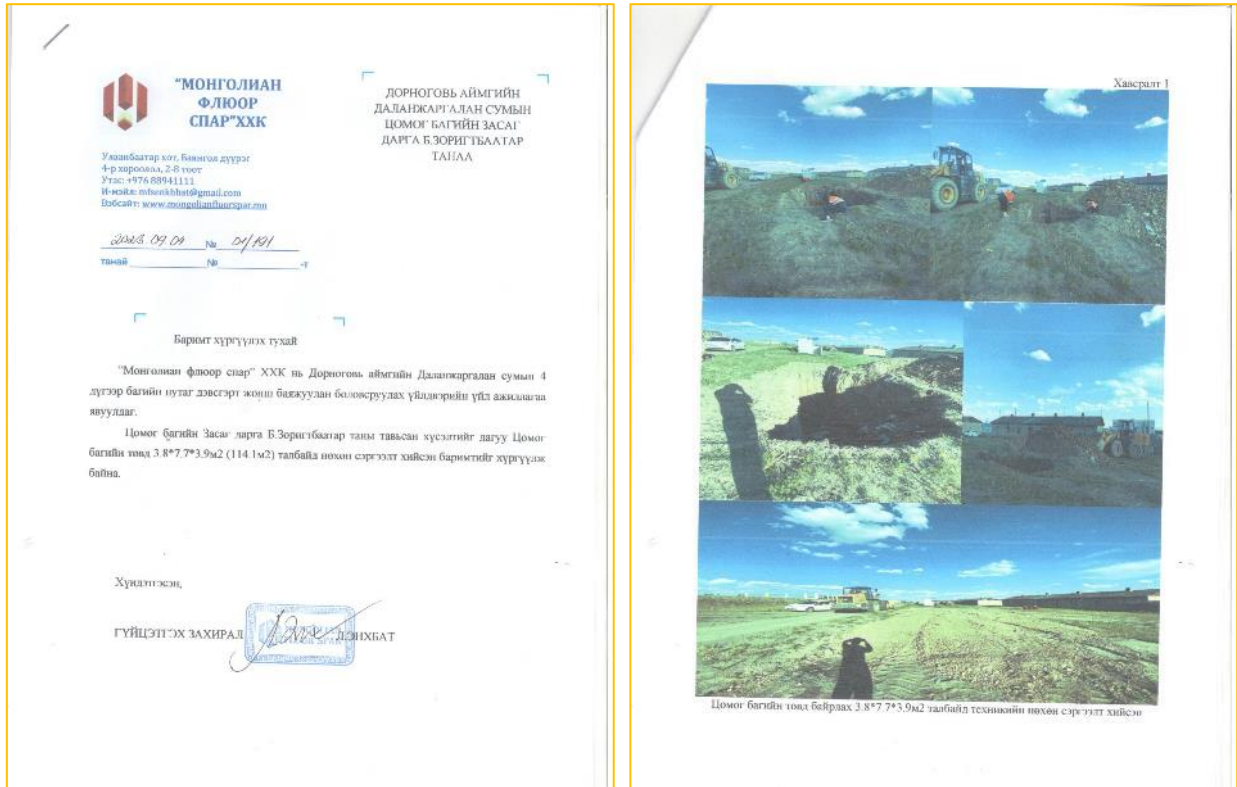 "МОНГОЛИАН
ФЛЮОР
СПАР"ХХК
Улаанбаатар хот, Баянгол дүүрэг
4-р хороолол, 2-8 тоот
Утас: +976 88941111
И-мэйл: mfsenkhbat@gmail.com
Вэбсайт: www.mongolianfluorspar.mn
№ 01/191
танай № -т
ДОРНОГОВЬ АЙМГИЙН
ДАЛАНЖАРГАЛАН СУМЫН
ЦОМОГ БАГИЙН ЗАСАГ
ДАРГА Б.ЗОРИГТБААТАР
ТАНАА
Баримт хүргүүлэх тухай
"Монголиан флюор спар" ХХК нь Дорноговь аймгийн Даланжаргалан сумын 4
дүгээр багийн нутаг дэвсгэрт жонш баяжуулан боловсруулах үйлдвэрийн үйл ажиллагаа
явуулдаг.
Цомог багийн Засаг дарга Б.Зоригтбаатар таны тавьсан хүсэлтийг дагуу Цомог
багийн төвд 3.8*7.7*3.9м2 (114.1м2) талбайд нөхөн сэргээлт хийсэн баримтийг хүргүүлж
байна.
Хүндэтгэсэн,
ГҮЙЦЭТГЭХ ЗАХИРАЛ Л.ЭНХБАТ
Хавсралт 1
Цомог багийн төвд байрлах 3.8*7.7*3.9м2 талбайд техникийн нөхөн сэргээлт хийсэн